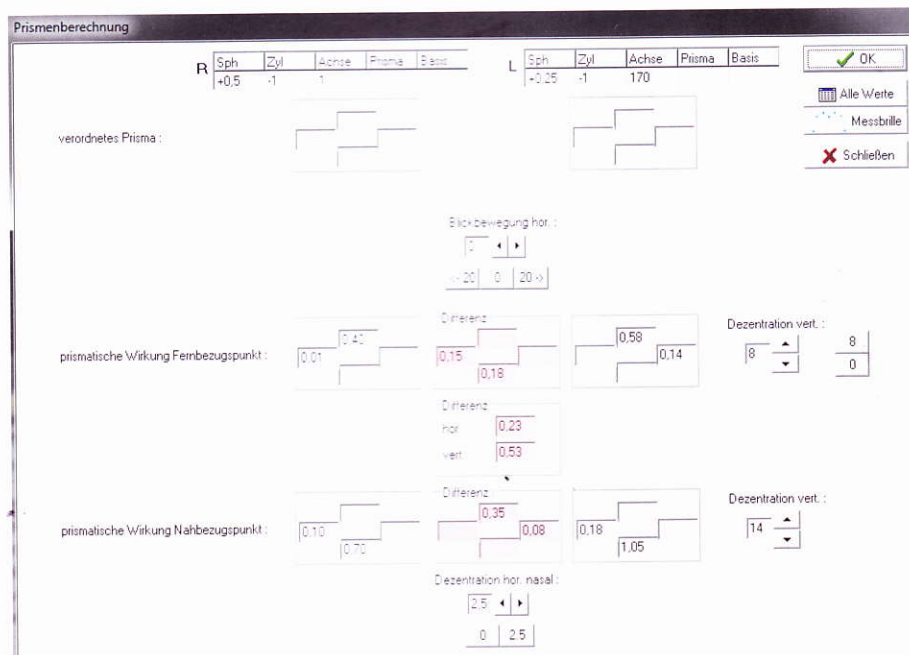 Prismenberechnung
R Sph Zyl Achse Prisma Basis
+0,5 -1 1
L Sph Zyl Achse Prisma Basis
+0,25 -1 170
OK
Alle Werte
Messbrille
Schließen
verordnetes Prisma :
Blickbewegung hor. :
0
<- 20 0 20 ->
prismatische Wirkung Fernbezugspunkt :
0,40
0,01
Differenz
0,15
0,18
0,58
0,14
Dezentration vert. :
8
8
0
Differenz
hor 0,23
vert 0,53
prismatische Wirkung Nahbezugspunkt :
0,10
0,70
Differenz
0,35
0,08
0,18
1,05
Dezentration vert. :
14
Dezentration hor. nasal :
2,5
0 2.5